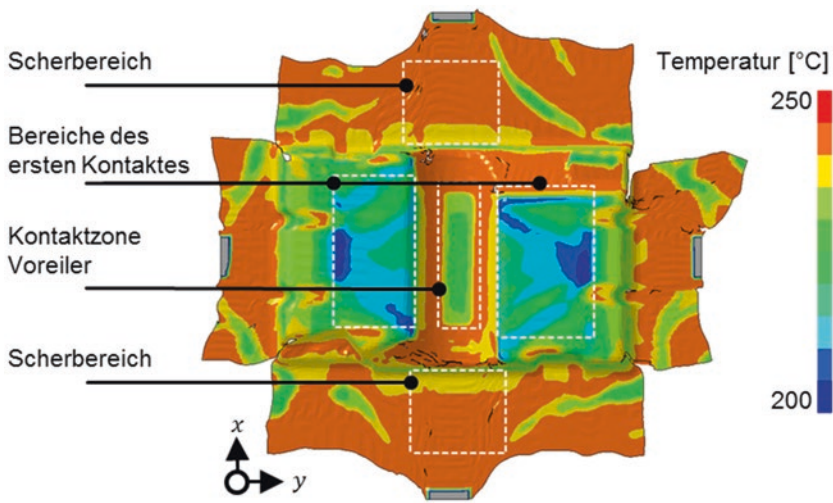 Scherbereich
Bereiche des
ersten Kontaktes
Kontaktzone
Voreiler
Scherbereich
x
y
Temperatur [°C]
250
200